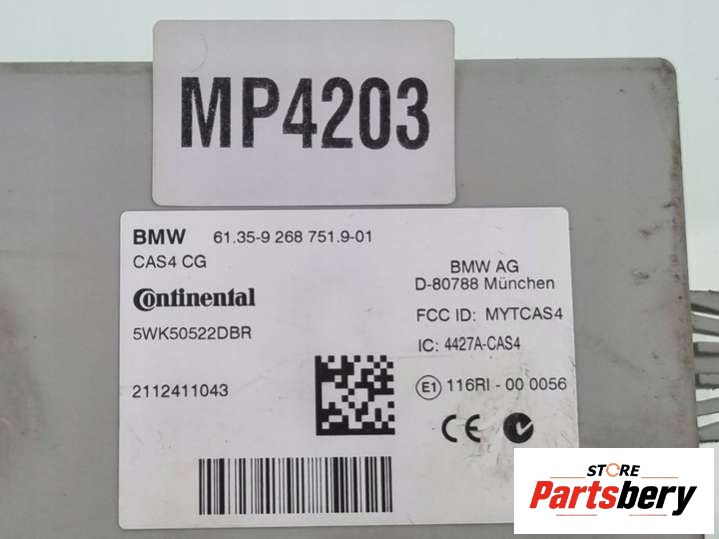 MP4203
BMW 61.35-9 268 751.9-01
CAS4 CG
Continental
5WK50522DBR
2112411043
BMW AG
D-80788 München
FCC ID: MYTCAS4
IC: 4427A-CAS4
E1 116RI - 00 0056
CE
STORE
Partsbery